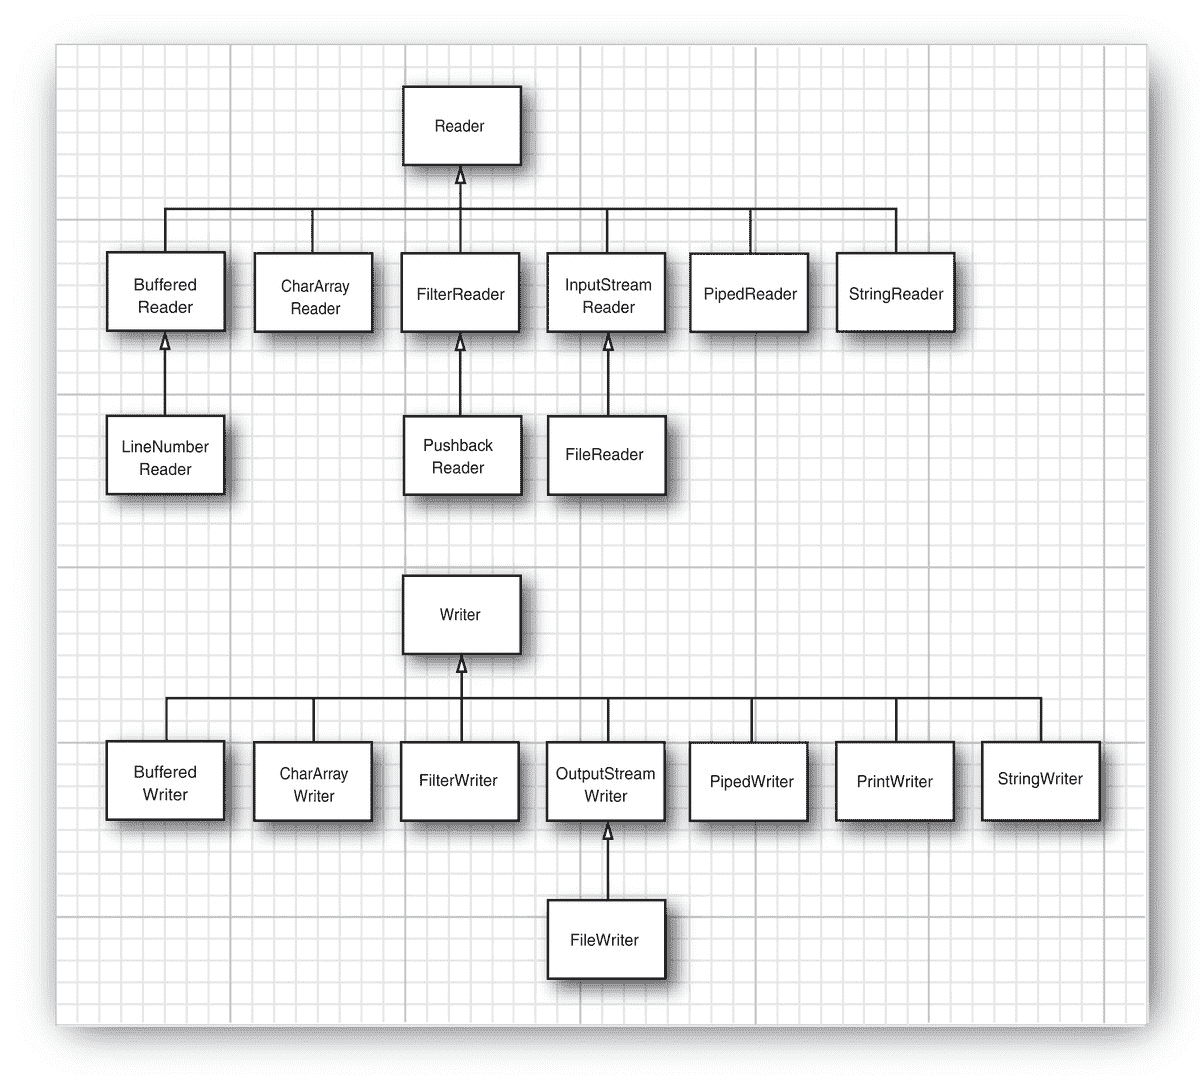 Reader
Buffered
Reader
CharArray
Reader
FilterReader
InputStream
Reader
PipedReader
StringReader
LineNumber
Reader
Pushback
Reader
FileReader
Writer
Buffered
Writer
CharArray
Writer
FilterWriter
OutputStream
Writer
PipedWriter
PrintWriter
StringWriter
FileWriter